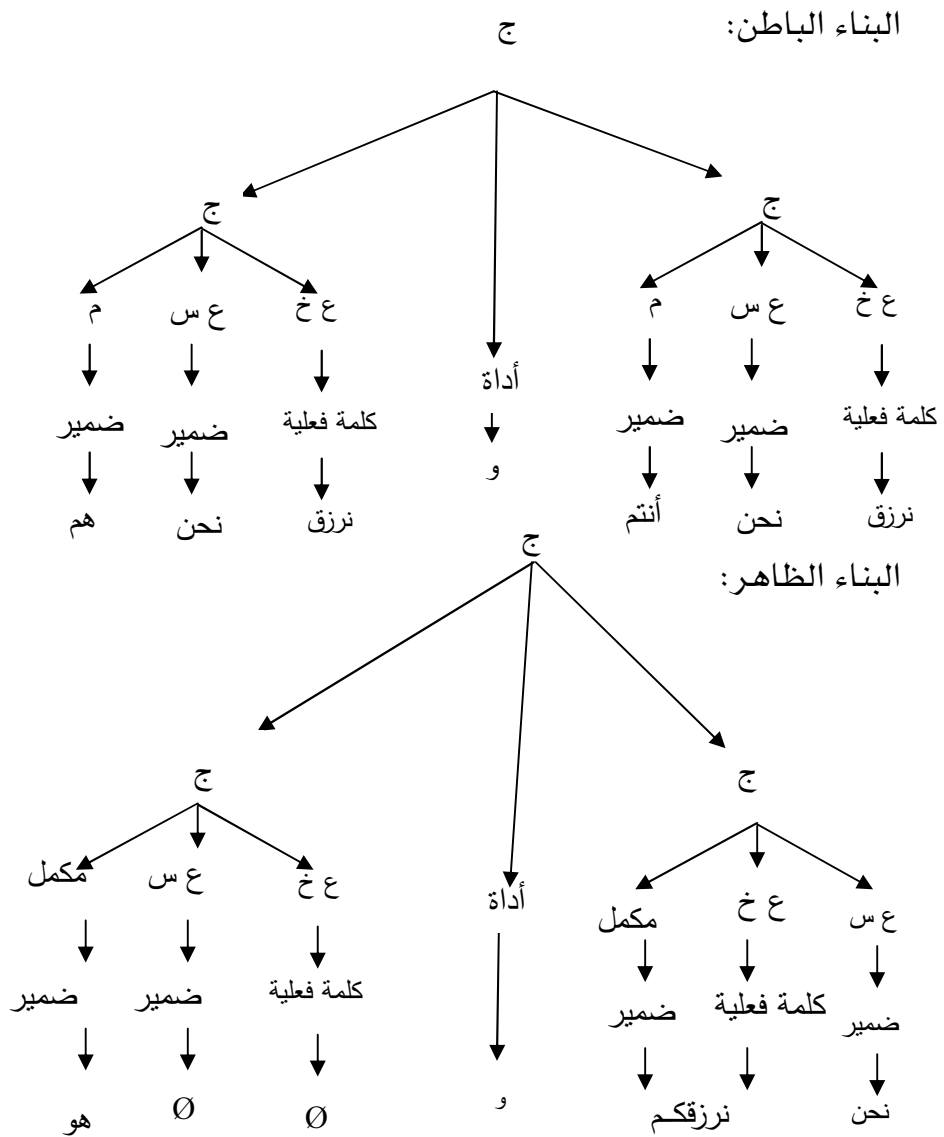 البناء الباطن: ج
ج ج
ع خ ع س م ع خ ع س م
أداة
كلمة فعلية ضمير ضمير كلمة فعلية ضمير ضمير
و
نرزق نحن أنتم نرزق نحن هم
ج
البناء الظاهر:
ج ج
ع س ع خ مكمل أداة ع خ ع س مكمل
ضمير كلمة فعلية ضمير كلمة فعلية ضمير ضمير
نحن نرزقكم و Ø Ø هو